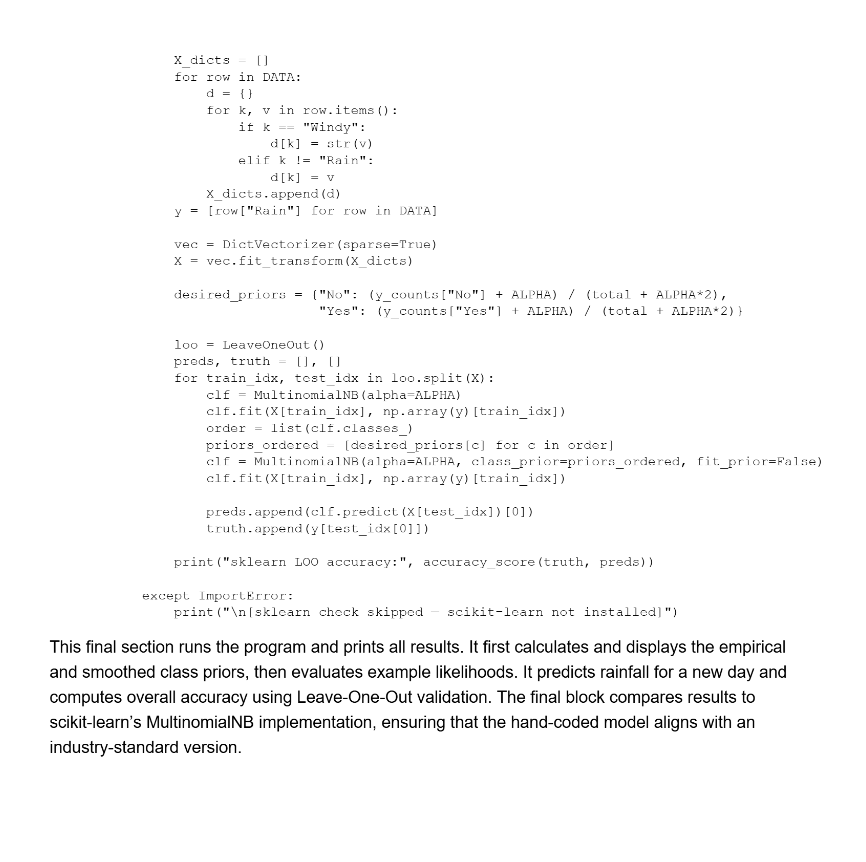 X_dicts = []
for row in DATA:
    d = {}
    for k, v in row.items():
        if k == "Windy":
            d[k] = str(v)
        elif k != "Rain":
            d[k] = v
    X_dicts.append(d)
y = [row["Rain"] for row in DATA]
vec = DictVectorizer(sparse=True)
X = vec.fit_transform(X_dicts)
desired_priors = {"No": (y_counts["No"] + ALPHA) / (total + ALPHA*2),
                  "Yes": (y_counts["Yes"] + ALPHA) / (total + ALPHA*2)}
loo = LeaveOneOut()
preds, truth = [], []
for train_idx, test_idx in loo.split(X):
    clf = MultinomialNB(alpha=ALPHA)
    clf.fit(X[train_idx], np.array(y)[train_idx])
    order = list(clf.classes_)
    priors_ordered = [desired_priors[c] for c in order]
    clf = MultinomialNB(alpha=ALPHA, class_prior=priors_ordered, fit_prior=False)
    clf.fit(X[train_idx], np.array(y)[train_idx])
    preds.append(clf.predict(X[test_idx])[0])
    truth.append(y[test_idx[0]])
print("sklearn LOO accuracy:", accuracy_score(truth, preds))
except ImportError:
    print("\n[sklearn check skipped — scikit-learn not installed]")
This final section runs the program and prints all results. It first calculates and displays the empirical
and smoothed class priors, then evaluates example likelihoods. It predicts rainfall for a new day and
computes overall accuracy using Leave-One-Out validation. The final block compares results to
scikit-learn’s MultinomialNB implementation, ensuring that the hand-coded model aligns with an
industry-standard version.